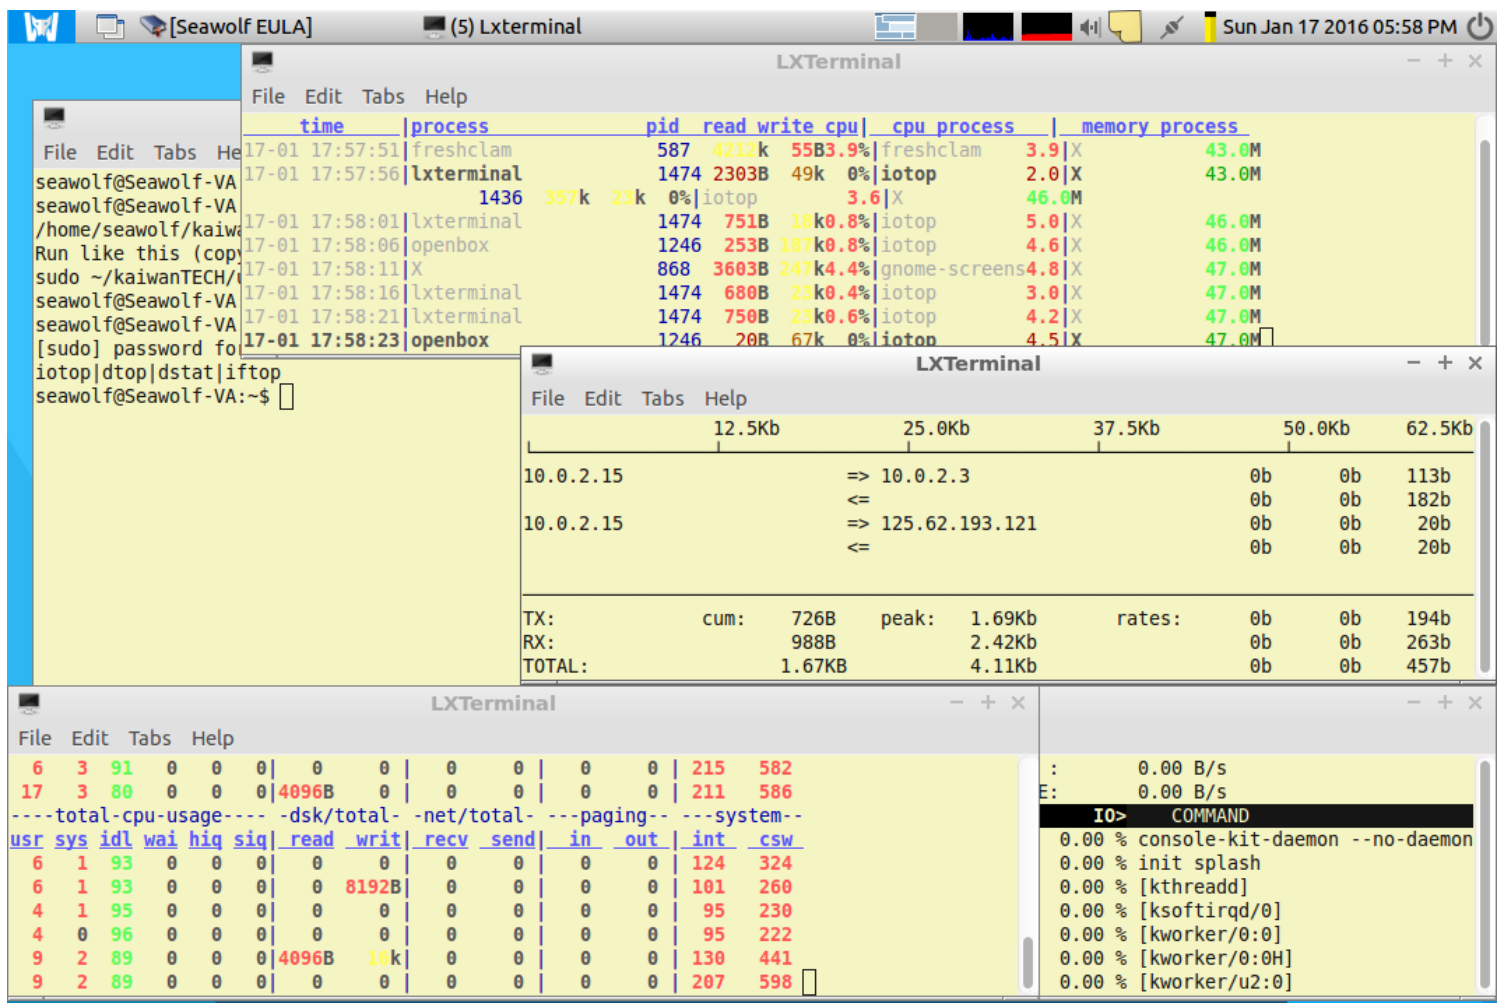 [Seawolf EULA] (5) Lxterminal Sun Jan 17 2016 05:58 PM
LXTerminal
File Edit Tabs Help
time |process pid read write cpu| cpu process | memory process
17-01 17:57:51|freshclam 587 4212k 55B3.9%|freshclam 3.9|X 43.0M
17-01 17:57:56|lxterminal 1474 2303B 49k 0%|iotop 2.0|X 43.0M
1436 357k 23k 0%|iotop 3.6|X 46.0M
17-01 17:58:01|lxterminal 1474 751B 18k0.8%|iotop 5.0|X 46.0M
17-01 17:58:06|openbox 1246 253B 187k0.8%|iotop 4.6|X 46.0M
17-01 17:58:11|X 868 3603B 247k4.4%|gnome-screens4.8|X 47.0M
17-01 17:58:16|lxterminal 1474 680B 23k0.4%|iotop 3.0|X 47.0M
17-01 17:58:21|lxterminal 1474 750B 23k0.6%|iotop 4.2|X 47.0M
17-01 17:58:23|openbox 1246 20B 67k 0%|iotop 4.5|X 47.0M
File Edit Tabs He
seawolf@Seawolf-VA
seawolf@Seawolf-VA
/home/seawolf/kaiwa
Run like this (copy
sudo ~/kaiwanTECH/u
seawolf@Seawolf-VA
seawolf@Seawolf-VA
[sudo] password fo
iotop|dtop|dstat|iftop
seawolf@Seawolf-VA:~$
LXTerminal
File Edit Tabs Help
12.5Kb 25.0Kb 37.5Kb 50.0Kb 62.5Kb
10.0.2.15 => 10.0.2.3 0b 0b 113b
<= 0b 0b 182b
10.0.2.15 => 125.62.193.121 0b 0b 20b
<= 0b 0b 20b
TX: cum: 726B peak: 1.69Kb rates: 0b 0b 194b
RX: 988B 2.42Kb 0b 0b 263b
TOTAL: 1.67KB 4.11Kb 0b 0b 457b
LXTerminal
File Edit Tabs Help
6 3 91 0 0 0| 0 0 | 0 0 | 0 0 | 215 582
17 3 80 0 0 0|4096B 0 | 0 0 | 0 0 | 211 586
----total-cpu-usage---- -dsk/total- -net/total- ---paging-- ---system--
usr sys idl wai hiq siq| read writ| recv send| in out | int csw
6 1 93 0 0 0| 0 0 | 0 0 | 0 0 | 124 324
6 1 93 0 0 0| 0 8192B| 0 0 | 0 0 | 101 260
4 1 95 0 0 0| 0 0 | 0 0 | 0 0 | 95 230
4 0 96 0 0 0| 0 0 | 0 0 | 0 0 | 95 222
9 2 89 0 0 0|4096B 16k| 0 0 | 0 0 | 130 441
9 2 89 0 0 0| 0 0 | 0 0 | 0 0 | 207 598
: 0.00 B/s
E: 0.00 B/s
IO> COMMAND
0.00 % console-kit-daemon --no-daemon
0.00 % init splash
0.00 % [kthreadd]
0.00 % [ksoftirqd/0]
0.00 % [kworker/0:0]
0.00 % [kworker/0:0H]
0.00 % [kworker/u2:0]